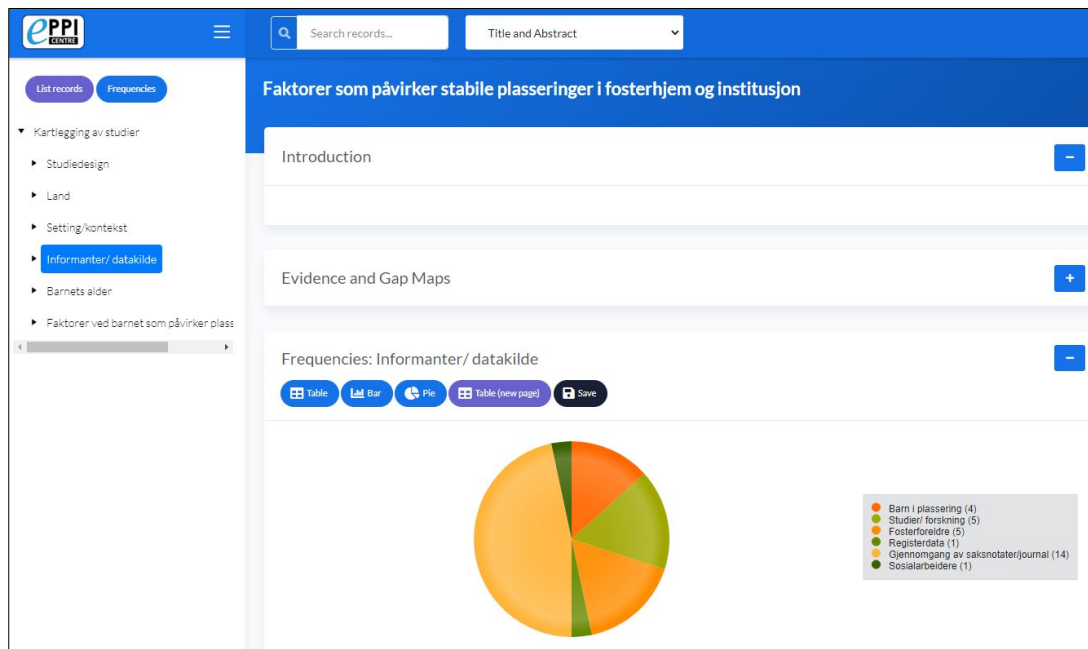 ePPI
CENTRE
Search records...
Title and Abstract
List records
Frequencies
Kartlegging av studier
Studiedesign
Land
Setting/kontekst
Informanter/ datakilde
Barnets alder
Faktorer ved barnet som påvirker plass
Faktorer som påvirker stabile plasseringer i fosterhjem og institusjon
Introduction
Evidence and Gap Maps
Frequencies: Informanter/ datakilde
Table
Bar
Pie
Table (new page)
Save
Barn i plassering (4)
Studier/ forskning (5)
Fosterforeldre (5)
Registerdata (1)
Gjennomgang av saksnotater/journal (14)
Sosialarbeidere (1)